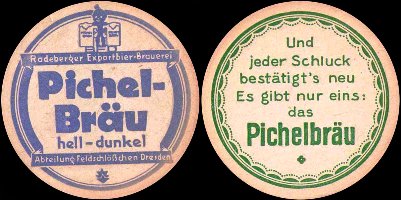 Radeberger Exportbier-Brauerei
Pichel-
Bräu
hell-dunkel
Abteilung Feldschlößchen Dresden
Und
jeder Schluck
bestätigt's neu
Es gibt nur eins:
das
Pichelbräu